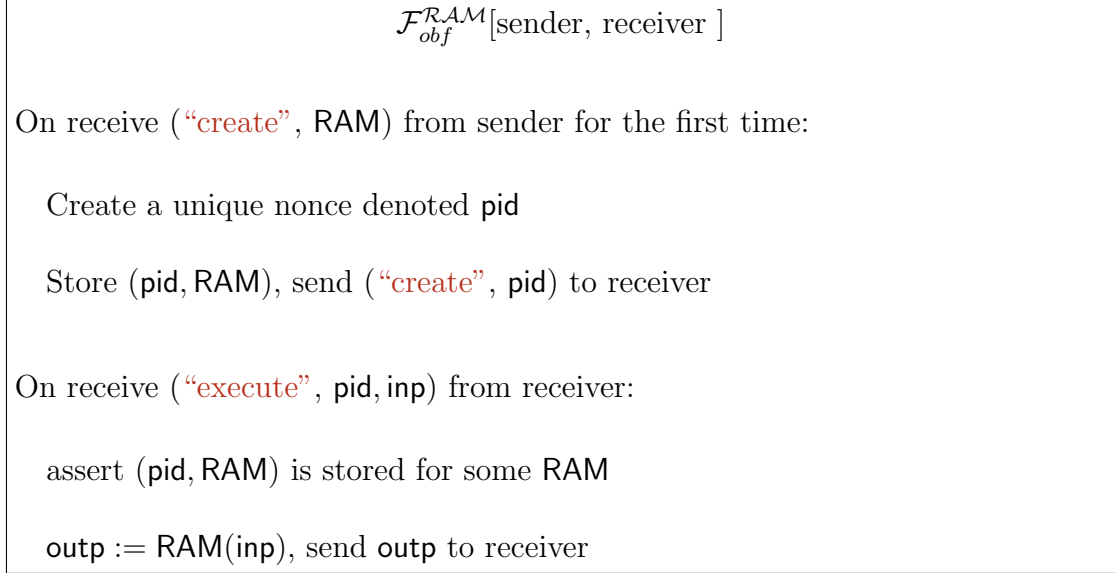 $\mathcal{F}_{obf}^{\mathcal{RAM}}$[sender, receiver ]
On receive (“create”, RAM) from sender for the first time:
Create a unique nonce denoted pid
Store (pid, RAM), send (“create”, pid) to receiver
On receive (“execute”, pid, inp) from receiver:
assert (pid, RAM) is stored for some RAM
outp := RAM(inp), send outp to receiver